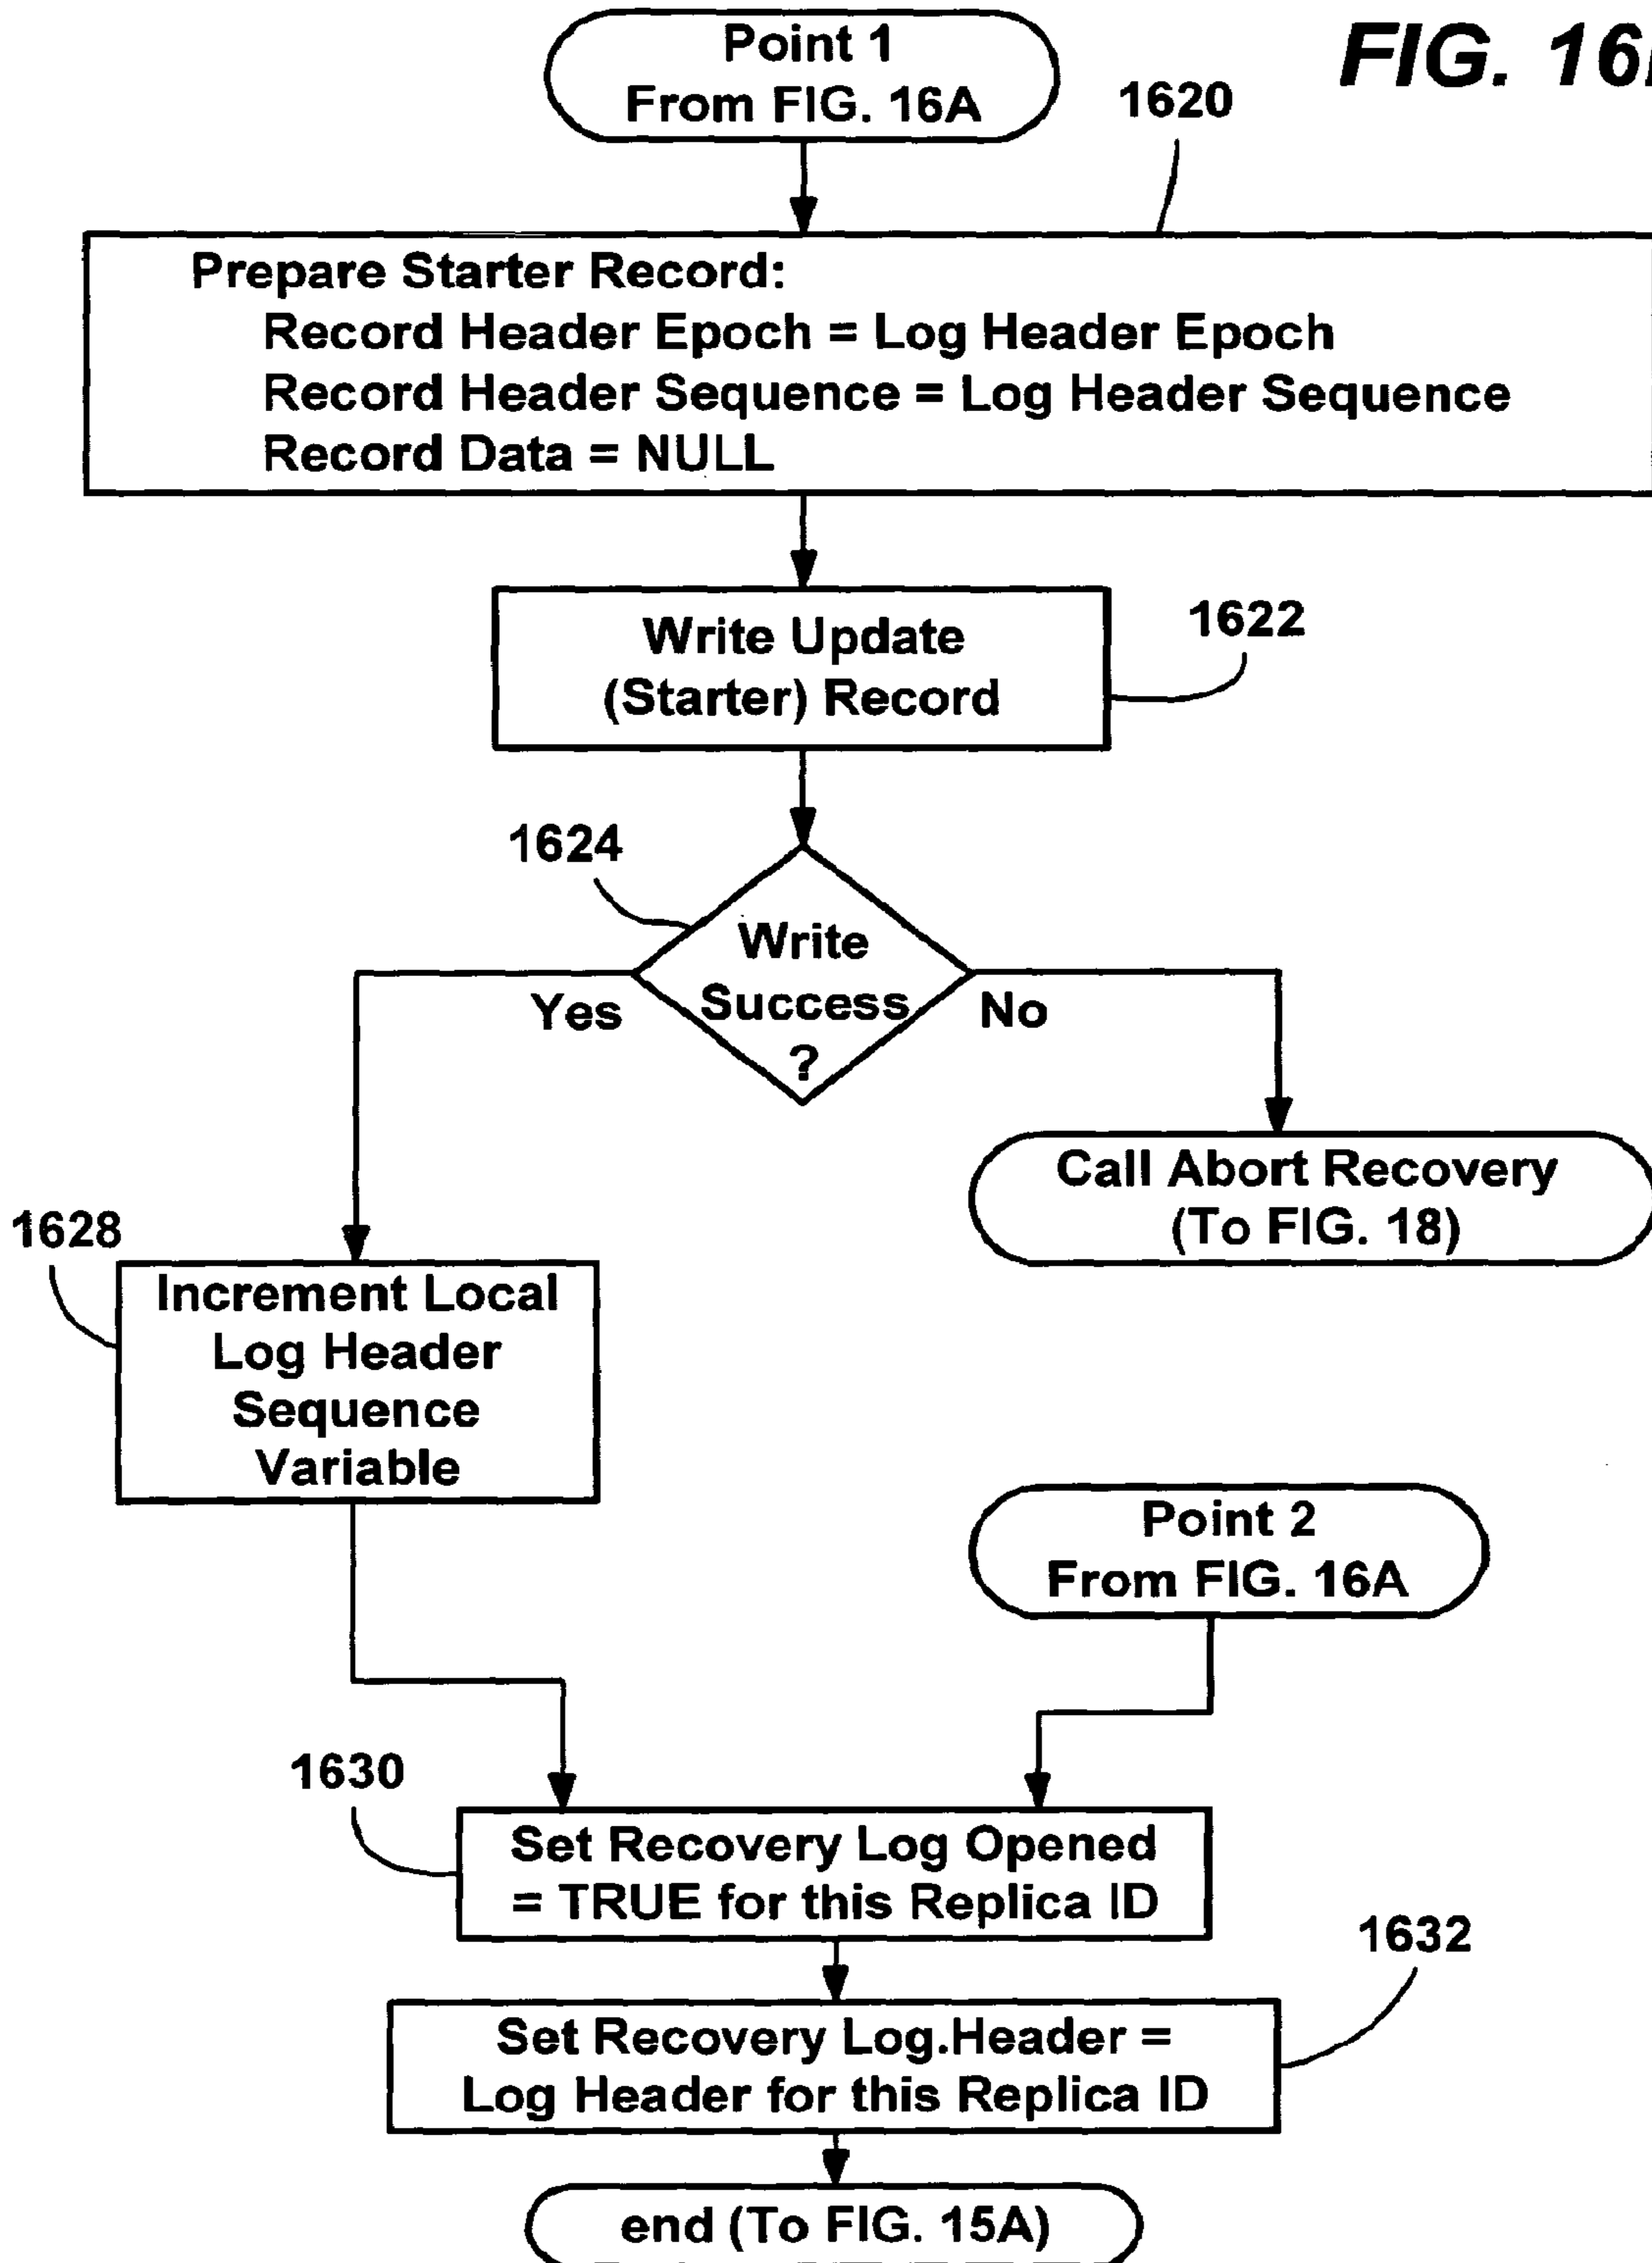 Point 1
From FIG. 16A
FIG. 16
1620
Prepare Starter Record:
Record Header Epoch = Log Header Epoch
Record Header Sequence = Log Header Sequence
Record Data = NULL
Write Update
(Starter) Record
1622
1624
Write
Success
?
Yes
No
Call Abort Recovery
(To FIG. 18)
1628
Increment Local
Log Header
Sequence
Variable
Point 2
From FIG. 16A
1630
Set Recovery Log Opened
= TRUE for this Replica ID
1632
Set Recovery Log.Header =
Log Header for this Replica ID
end (To FIG. 15A)